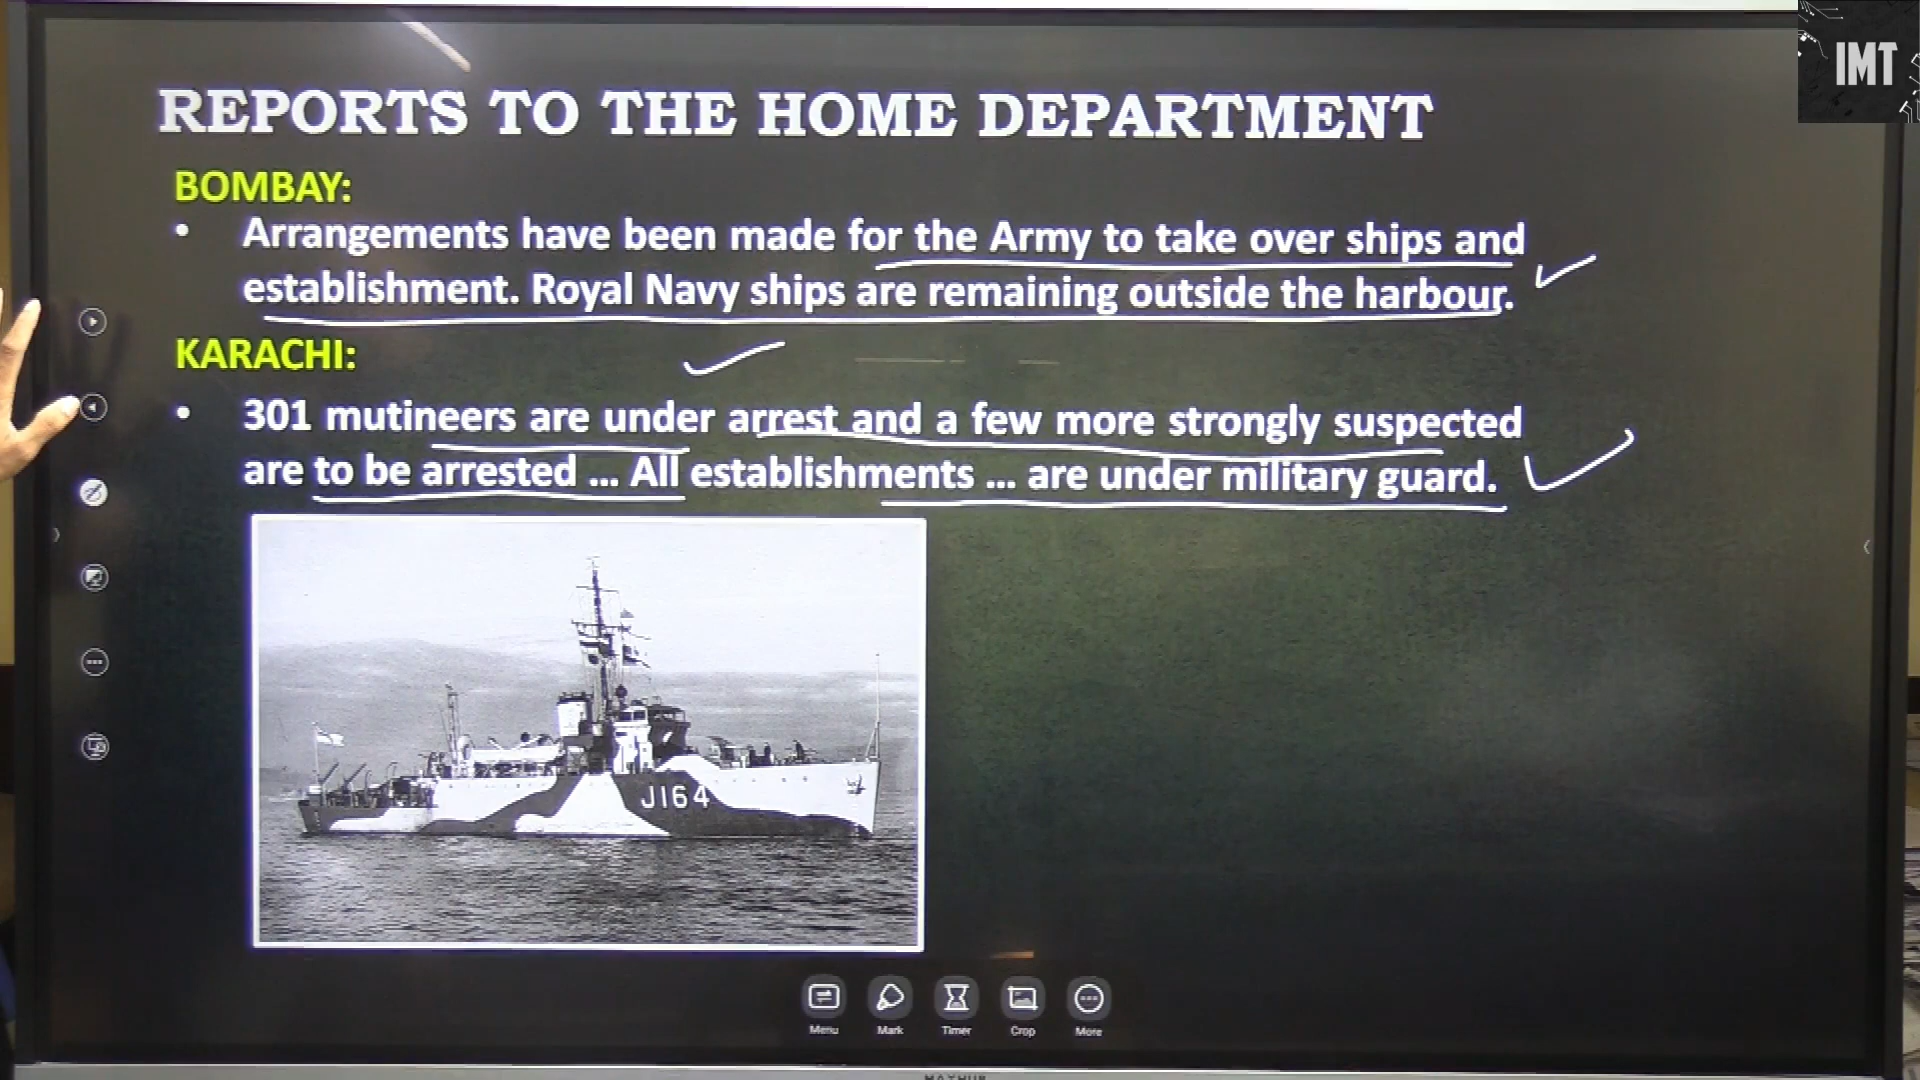 IMT
REPORTS TO THE HOME DEPARTMENT
BOMBAY:
• Arrangements have been made for the Army to take over ships and
establishment. Royal Navy ships are remaining outside the harbour.
KARACHI:
• 301 mutineers are under arrest and a few more strongly suspected
are to be arrested ... All establishments ... are under military guard.
J164
Menu Mark Timer Crop More